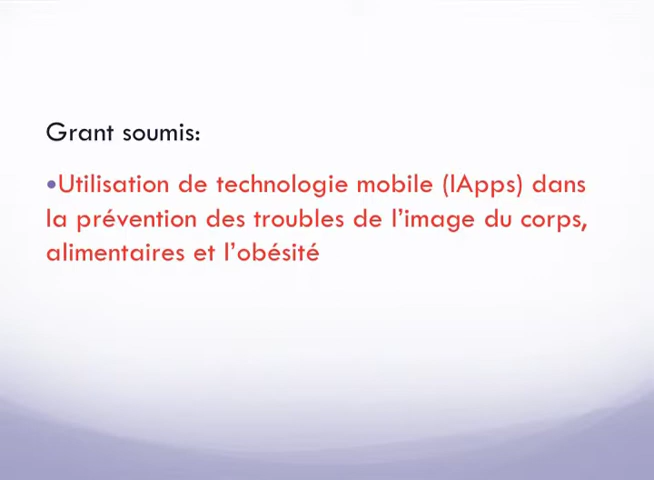 Grant soumis:
•Utilisation de technologie mobile (IApps) dans
la prévention des troubles de l’image du corps,
alimentaires et l’obésité